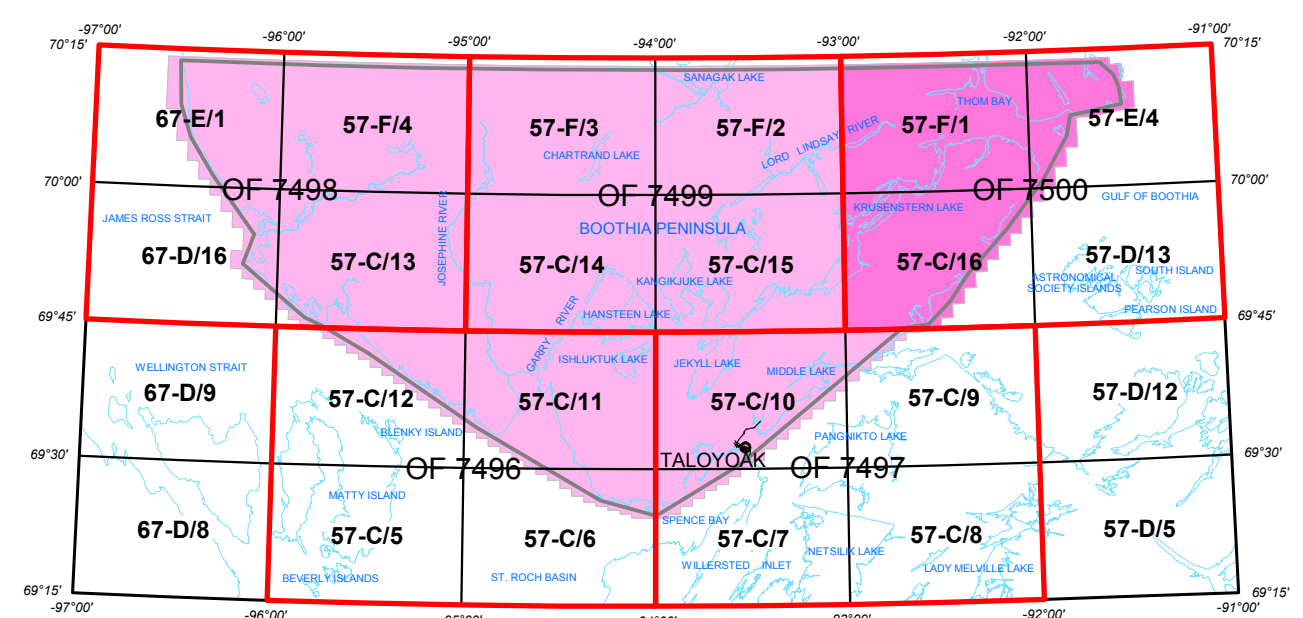 -97°00' -96°00' -95°00' -94°00' -93°00' -92°00' -91°00'
70°15' 70°15'
SANAGAK LAKE
THOM BAY
67-E/1 57-F/4 57-F/3 57-F/2 57-F/1 57-E/4
LORD LINDSAY RIVER
CHARTRAND LAKE
70°00' 70°00'
OF 7498 OF 7499 OF 7500
GULF OF BOOTHIA
KRUSENSTERN LAKE
JAMES ROSS STRAIT
JOSEPHINE RIVER
BOOTHIA PENINSULA
67-D/16 57-C/13 57-C/14 57-C/15 57-C/16 57-D/13
SOUTH ISLAND
KANGIKJUKE LAKE
ASTRONOMICAL
SOCIETY ISLANDS
PEARSON ISLAND
HANSTEEN LAKE
69°45' 69°45'
GARRY RIVER
ISHLUKTUK LAKE
JEKYLL LAKE
MIDDLE LAKE
WELLINGTON STRAIT
67-D/9 57-C/12 57-C/11 57-C/10 57-C/9 57-D/12
BLENKY ISLAND
PANGNIKTO LAKE
69°30' 69°30'
TALOYOAK
OF 7496 OF 7497
MATTY ISLAND
SPENCE BAY
67-D/8 57-C/5 57-C/6 57-C/7 57-C/8 57-D/5
NETSILIK LAKE
WILLERSTED INLET
LADY MELVILLE LAKE
BEVERLY ISLANDS
ST. ROCH BASIN
69°15' 69°15'
-97°00' -96°00' -92°00' -91°00'